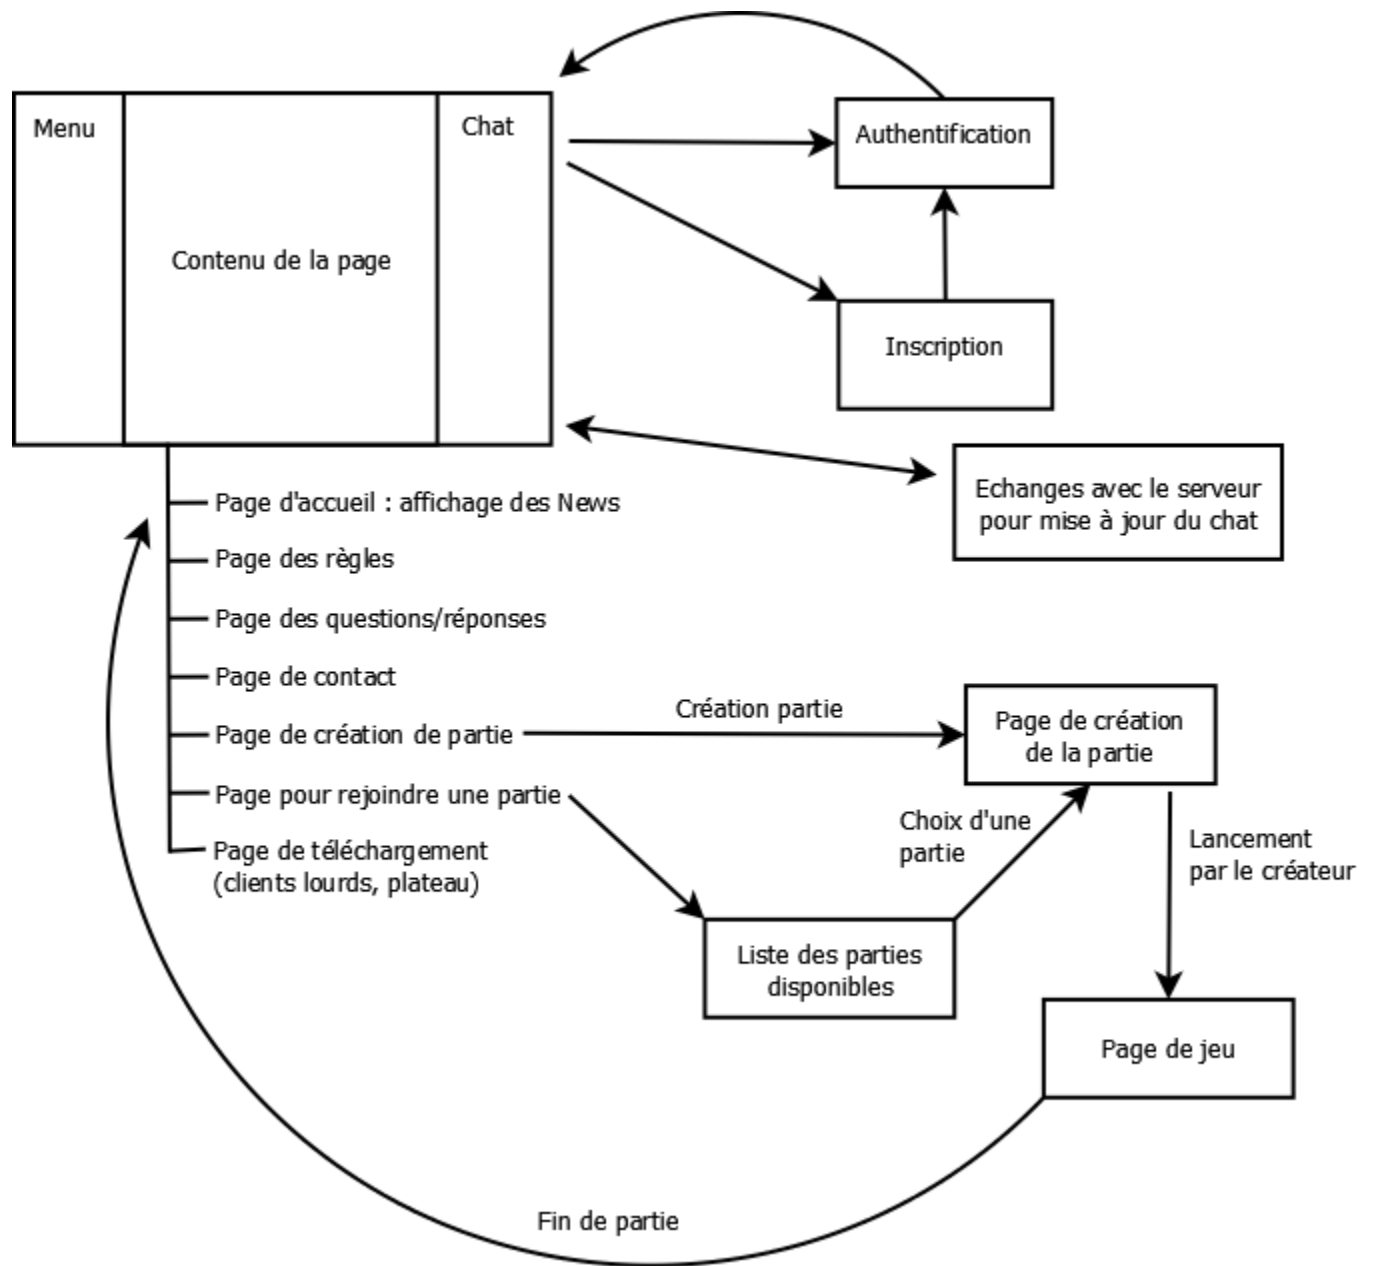 Menu
Contenu de la page
Chat
Authentification
Inscription
Echanges avec le serveur
pour mise à jour du chat
Page d'accueil : affichage des News
Page des règles
Page des questions/réponses
Page de contact
Page de création de partie
Page pour rejoindre une partie
Page de téléchargement
(clients lourds, plateau)
Création partie
Page de création
de la partie
Choix d'une
partie
Lancement
par le créateur
Liste des parties
disponibles
Page de jeu
Fin de partie